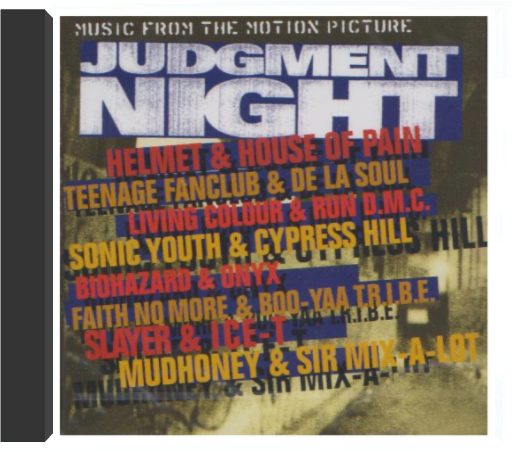 MUSIC FROM THE MOTION PICTURE
JUDGMENT
NIGHT
HELMET & HOUSE OF PAIN
TEENAGE FANCLUB & DE LA SOUL
LIVING COLOUR & RUN D.M.C.
SONIC YOUTH & CYPRESS HILL
BIOHAZARD & ONYX
FAITH NO MORE & BOO-YAA T.R.I.B.E.
SLAYER & ICE-T
MUDHONEY & SIR MIX-A-LOT